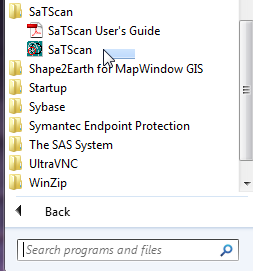 SaTScan
SaTScan User's Guide
SaTScan
Shape2Earth for MapWindow GIS
Startup
Sybase
Symantec Endpoint Protection
The SAS System
UltraVNC
WinZip
Back
Search programs and files